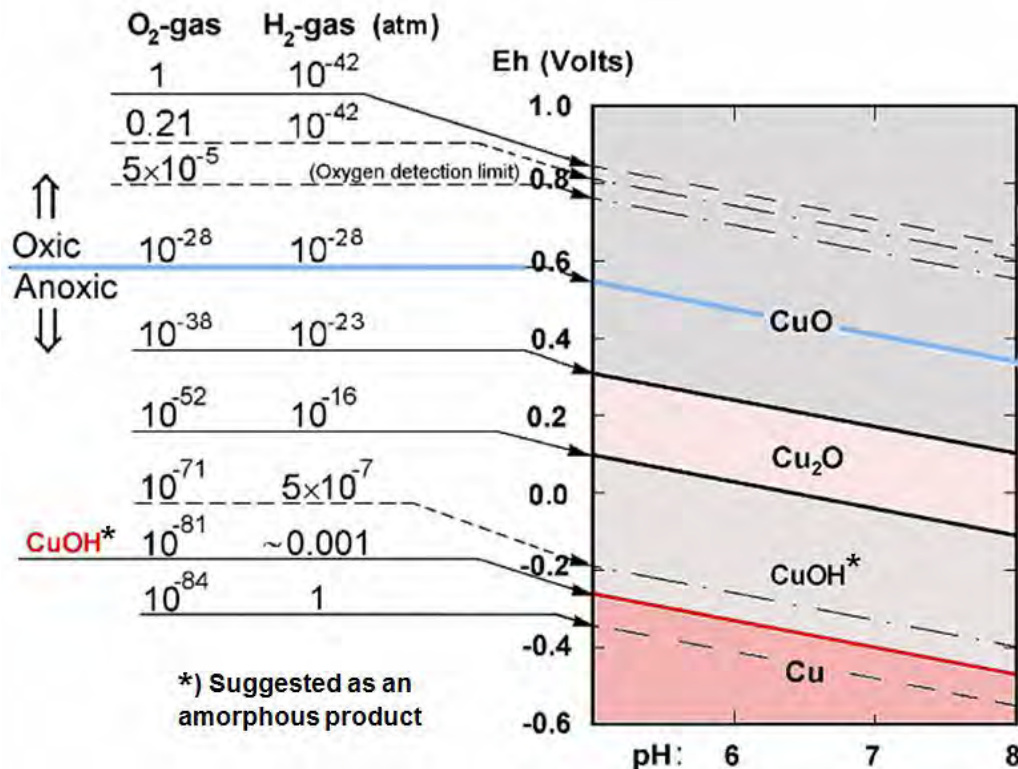 O₂-gas H₂-gas (atm)
1 10⁻⁴²
0.21 10⁻⁴²
5×10⁻⁵ (Oxygen detection limit)
Oxic 10⁻²⁸ 10⁻²⁸
Anoxic
10⁻³⁸ 10⁻²³
10⁻⁵² 10⁻¹⁶
10⁻⁷¹ 5×10⁻⁷
CuOH* 10⁻⁸¹ ~0.001
10⁻⁸⁴ 1
*) Suggested as an
amorphous product
Eh (Volts)
1.0
0.8
0.6
0.4
0.2
0.0
-0.2
-0.4
-0.6
CuO
Cu₂O
CuOH*
Cu
pH: 6 7 8